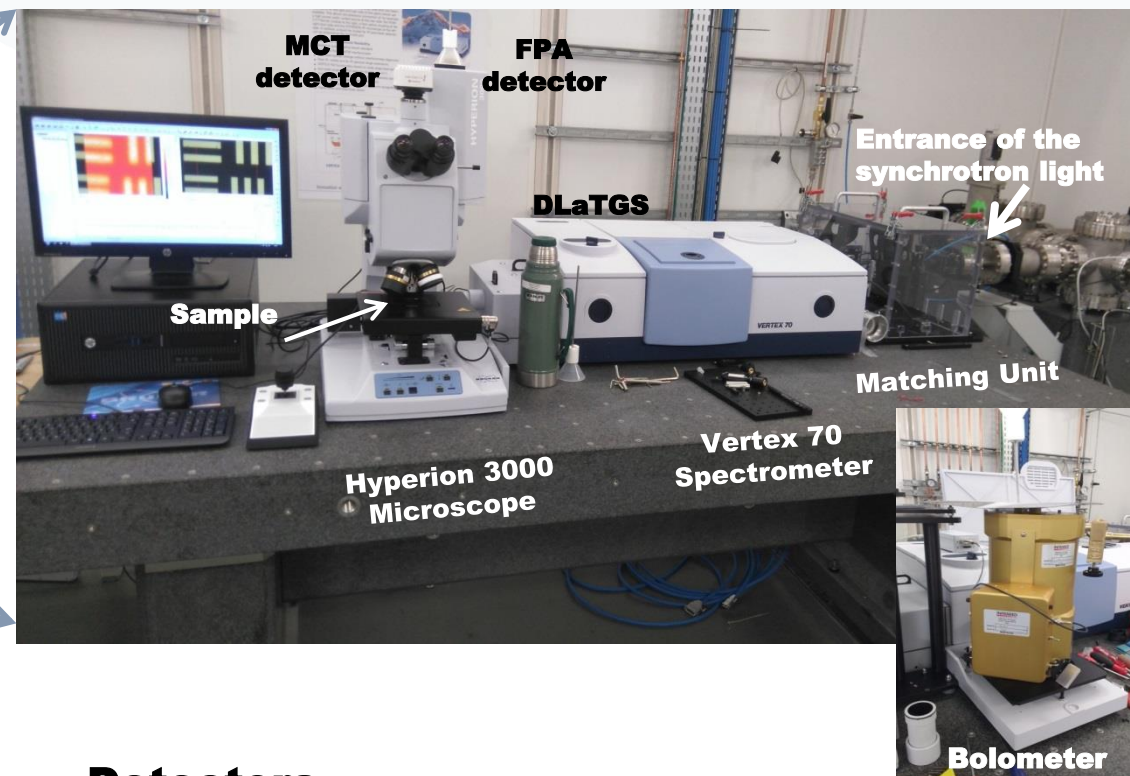 MCT
detector
FPA
detector
HYPERION
Entrance of the
synchrotron light
DLaTGS
Sample
VERTEX 70
Matching Unit
Vertex 70
Spectrometer
Hyperion 3000
Microscope
Bolometer
Detectors